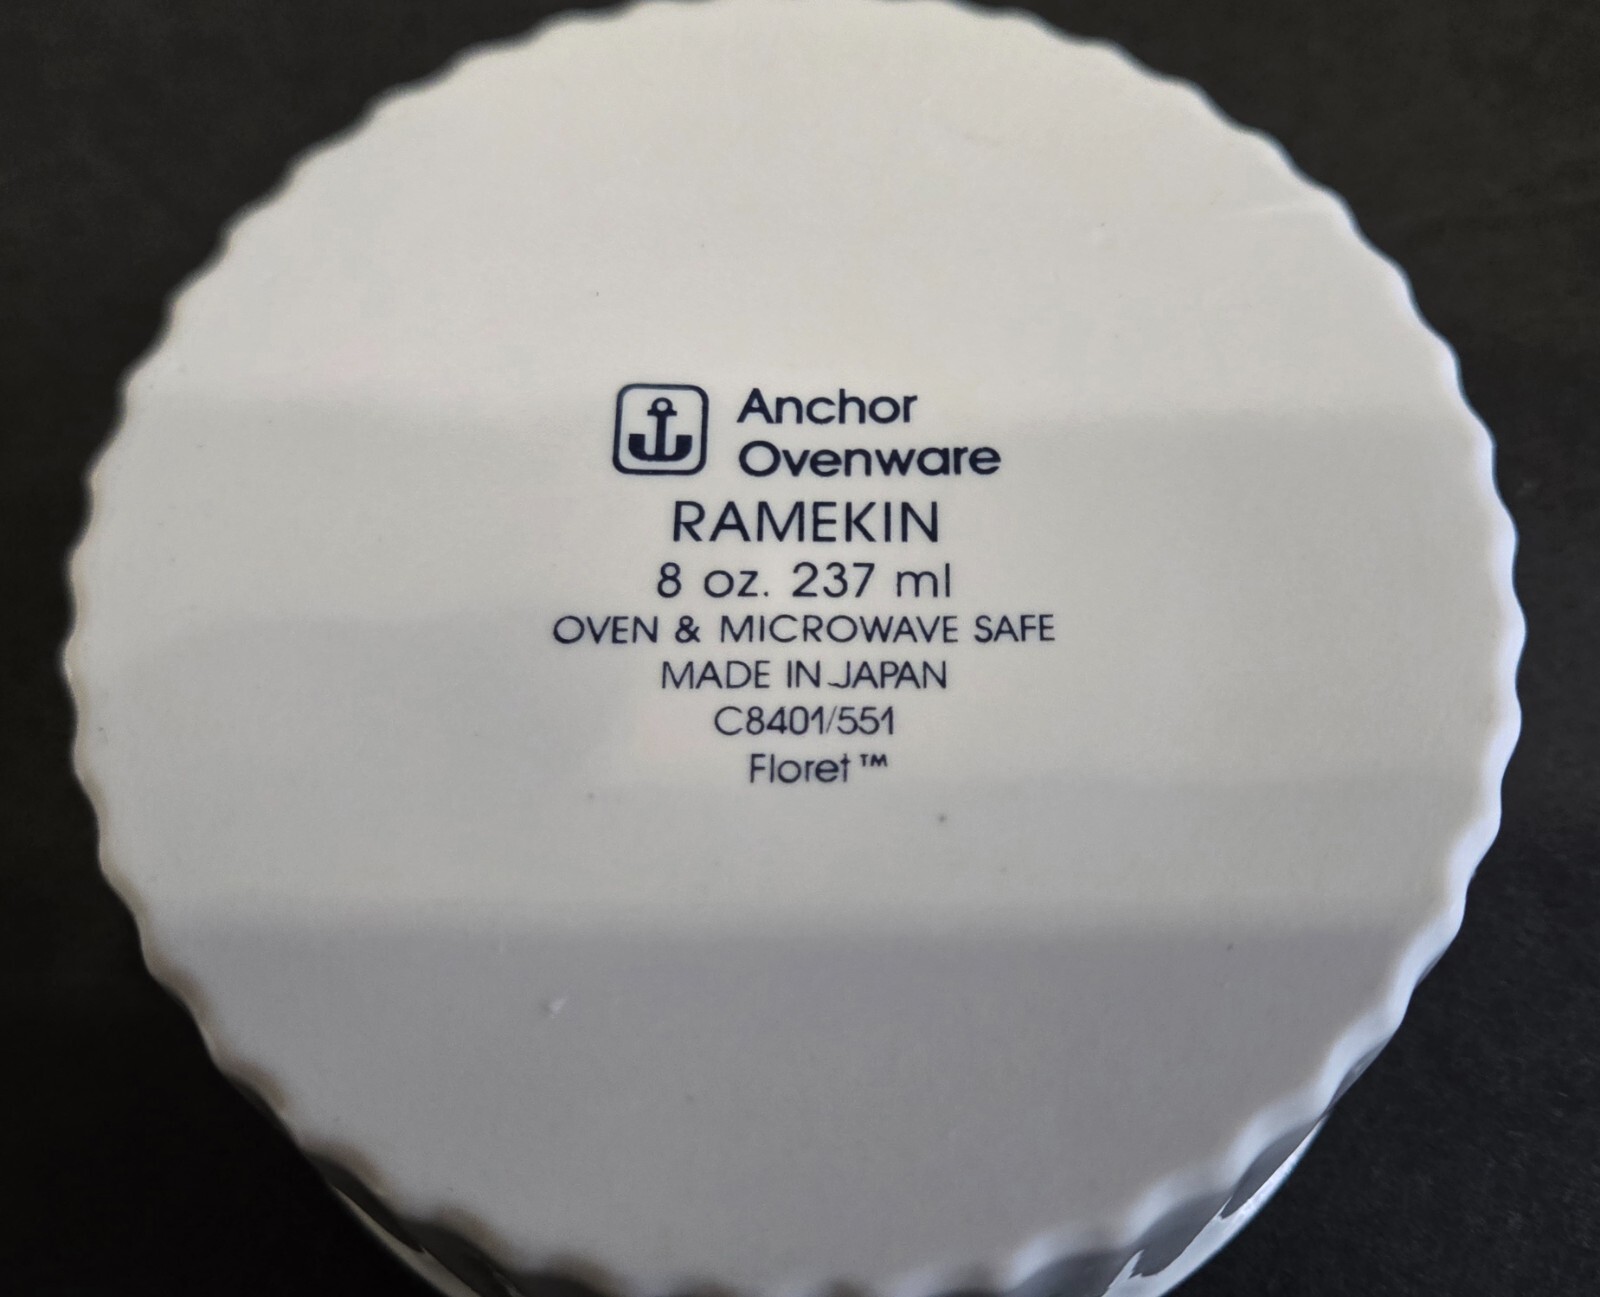 Anchor
Ovenware
RAMEKIN
8 oz. 237 ml
OVEN & MICROWAVE SAFE
MADE IN JAPAN
C8401/551
Floret™